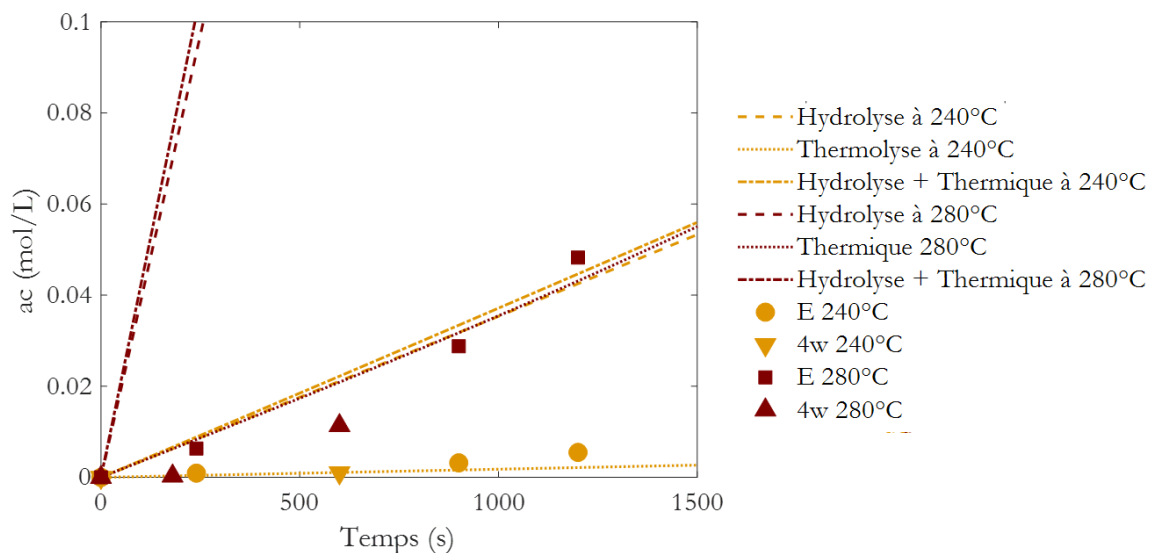 0.1
0.08
0.06
0.04
0.02
0
0
500
1000
1500
ac (mol/L)
Temps (s)
Hydrolyse à 240°C
Thermolyse à 240°C
Hydrolyse + Thermique à 240°C
Hydrolyse à 280°C
Thermique 280°C
Hydrolyse + Thermique à 280°C
E 240°C
4w 240°C
E 280°C
4w 280°C